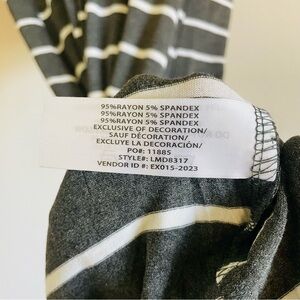 95%RAYON 5% SPANDEX
95%RAYON 5% SPANDEX
95%RAYON 5% SPANDEX
EXCLUSIVE OF DECORATION/
SAUF DÉCORATION/
EXCLUYE LA DECORACIÓN/
PO#: 11885
STYLE#: LMD8317
VENDOR ID #: EX015-2023